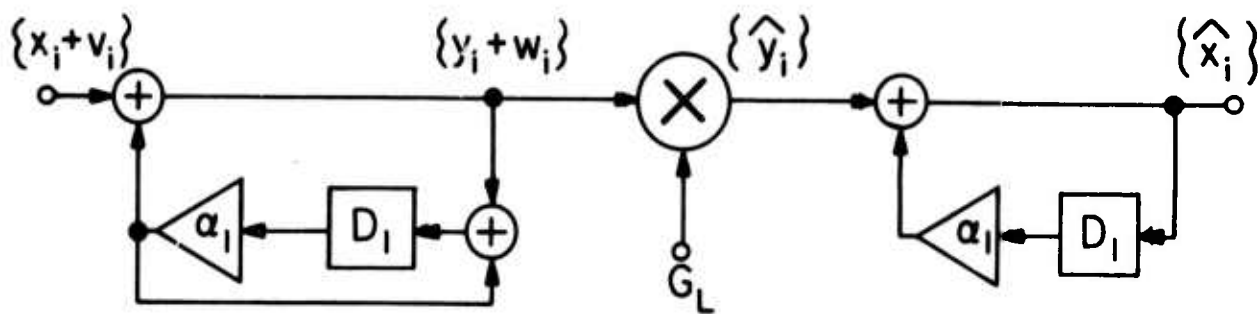 {x_i+v_i}
{y_i+w_i}
{ŷ_i}
{x̂_i}
+
×
+
α_1
D_1
+
G_L
α_1
D_1